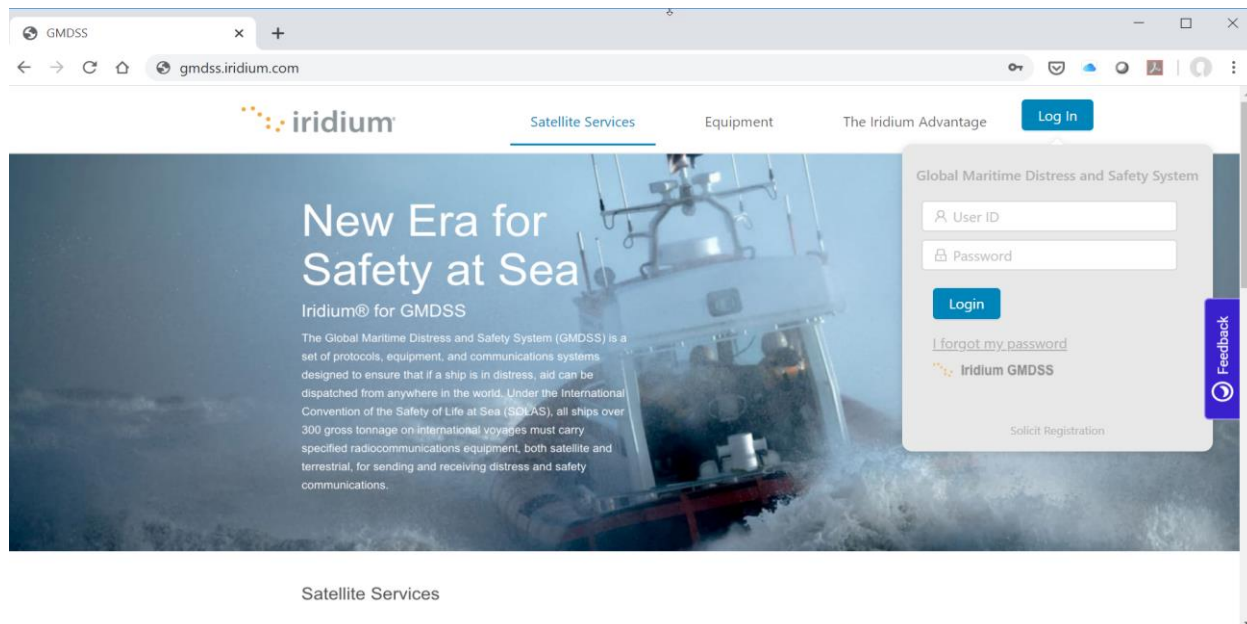 GMDSS
gmdss.iridium.com
iridium
Satellite Services
Equipment
The Iridium Advantage
Log In
Global Maritime Distress and Safety System
User ID
Password
Login
I forgot my password
Iridium GMDSS
Solicit Registration
Feedback
New Era for
Safety at Sea
Iridium® for GMDSS
The Global Maritime Distress and Safety System (GMDSS) is a
set of protocols, equipment, and communications systems
designed to ensure that if a ship is in distress, aid can be
dispatched from anywhere in the world. Under the International
Convention of the Safety of Life at Sea (SOLAS), all ships over
300 gross tonnage on international voyages must carry
specified radiocommunications equipment, both satellite and
terrestrial, for sending and receiving distress and safety
communications.
Satellite Services